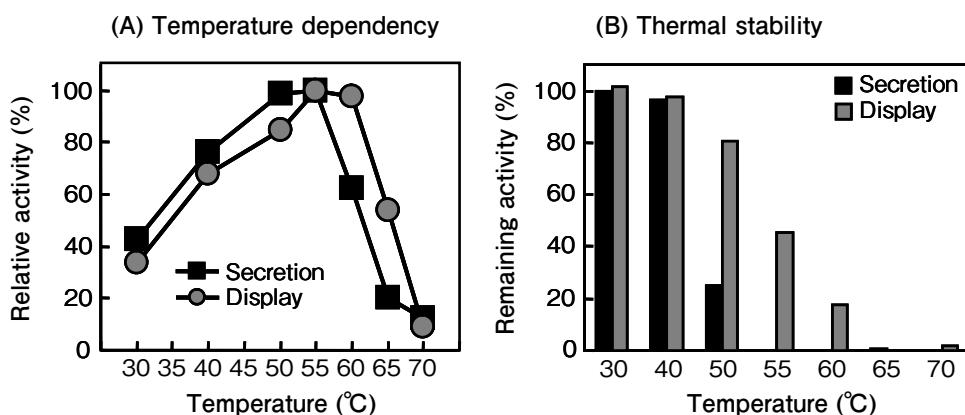 (A) Temperature dependency
Relative activity (%)
100
80
60
40
20
0
Secretion
Display
30 35 40 45 50 55 60 65 70
Temperature (℃)
(B) Thermal stability
Remaining activity (%)
100
80
60
40
20
0
Secretion
Display
30 40 50 55 60 65 70
Temperature (℃)